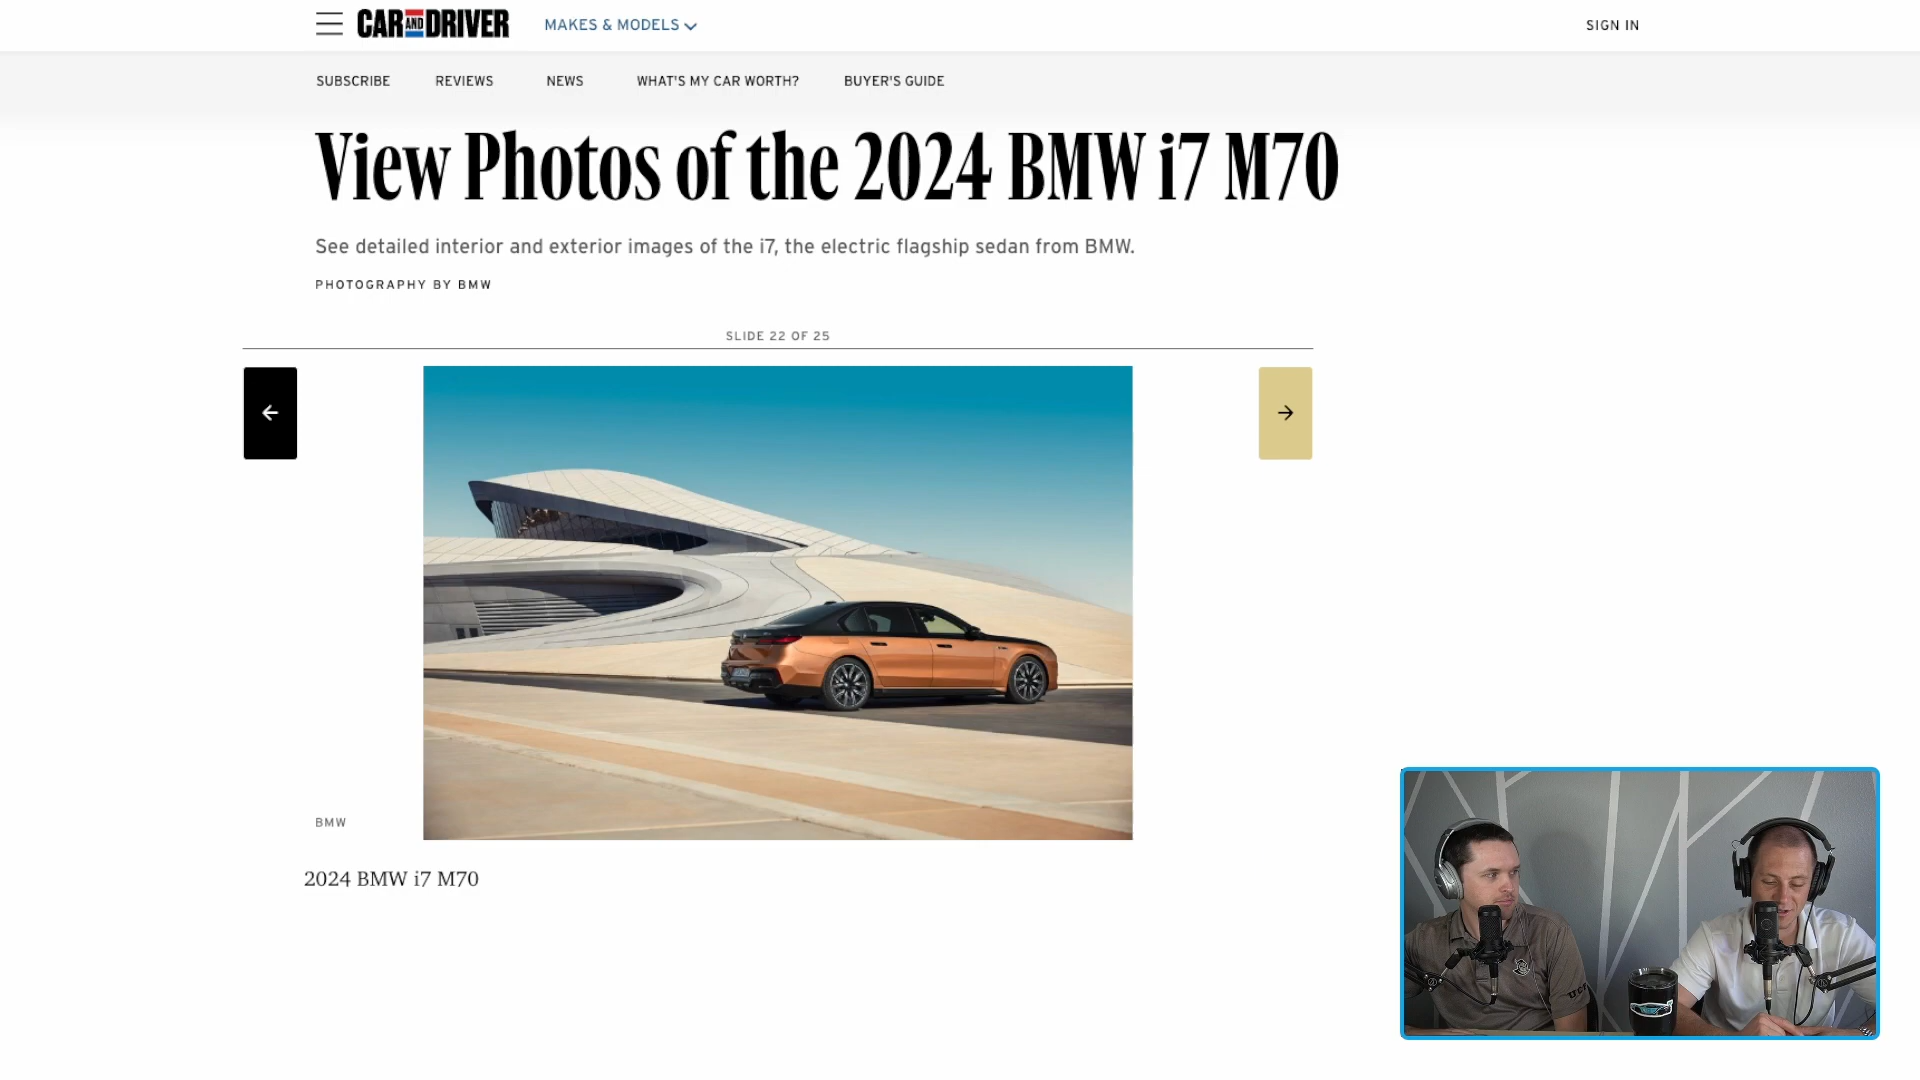 CAR AND DRIVER
MAKES & MODELS
SIGN IN
SUBSCRIBE
REVIEWS
NEWS
WHAT'S MY CAR WORTH?
BUYER'S GUIDE
View Photos of the 2024 BMW i7 M70
See detailed interior and exterior images of the i7, the electric flagship sedan from BMW.
PHOTOGRAPHY BY BMW
SLIDE 22 OF 25
BMW
2024 BMW i7 M70